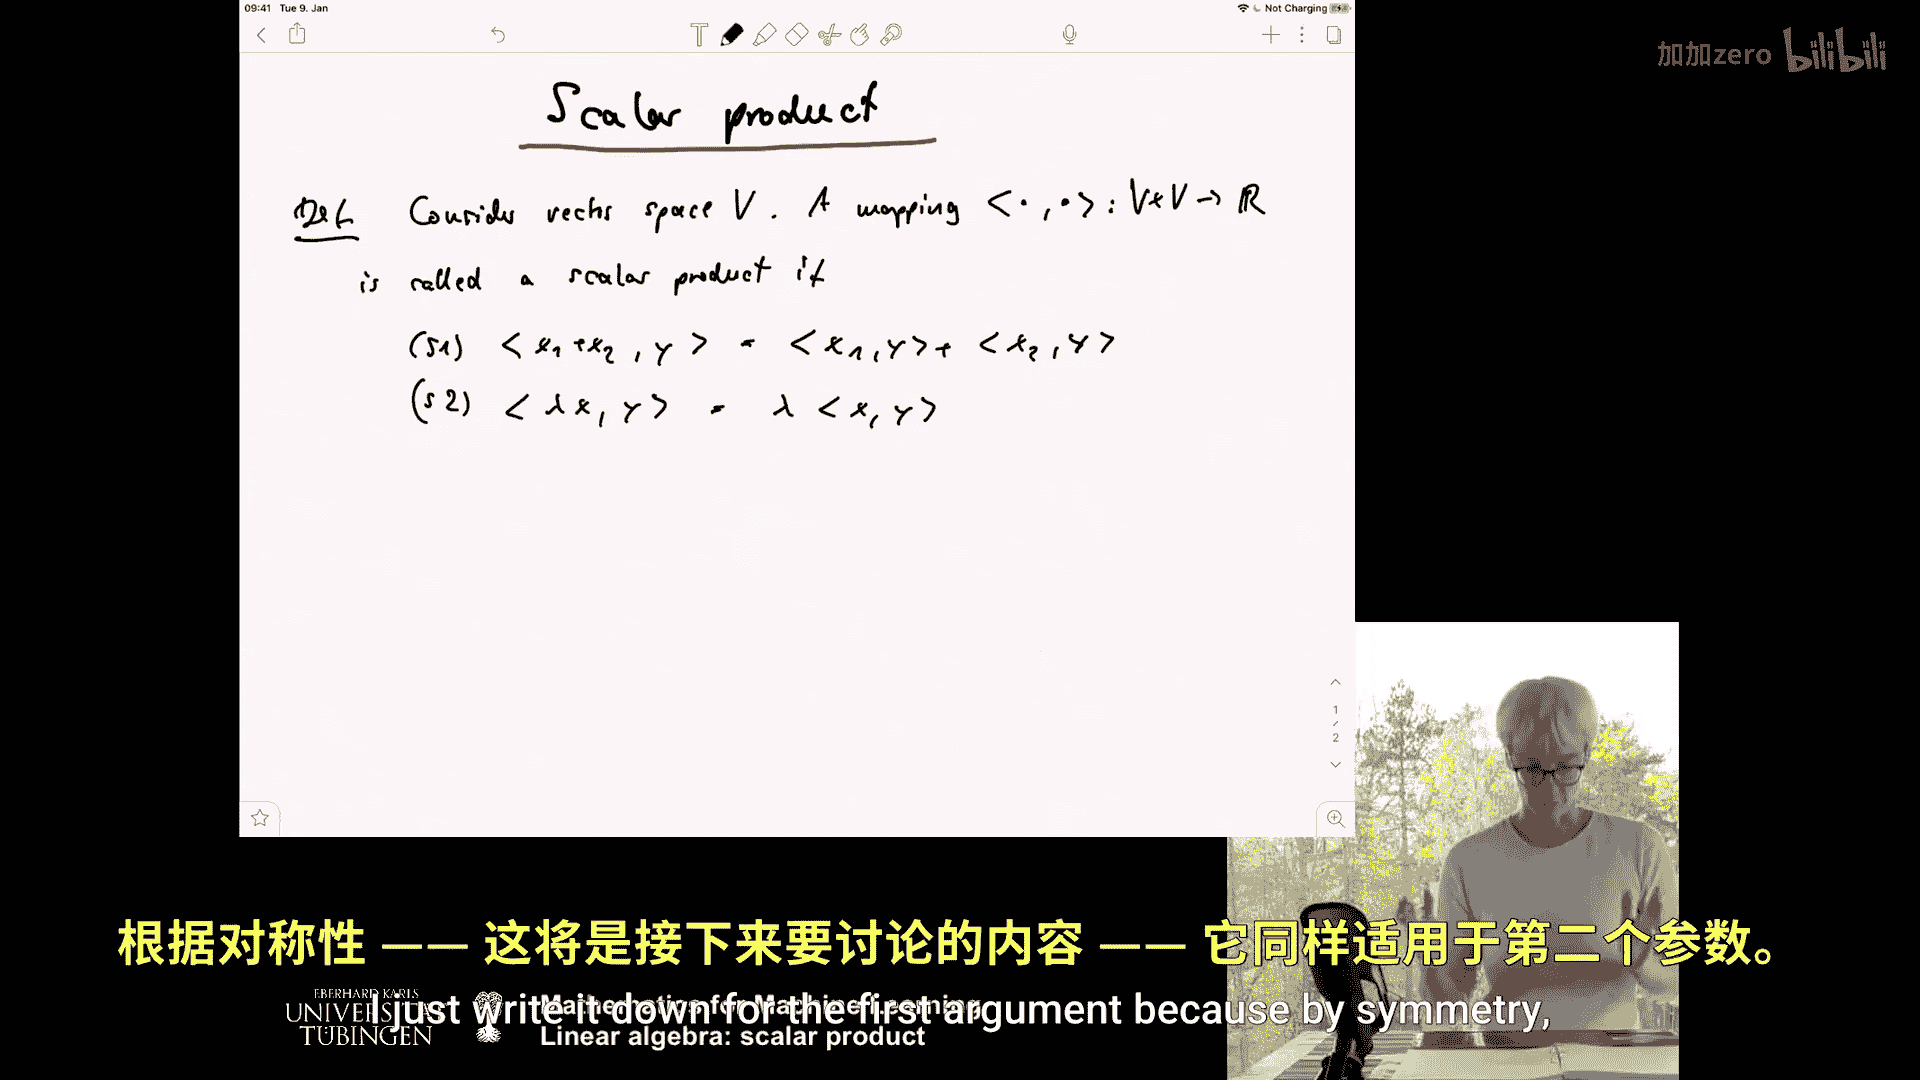 09:41 Tue 9. Jan
Not Charging
加加zero bilibili
Scalar product
Def Consider vector space V. A mapping <·,·>: V×V → ℝ
is called a scalar product if
(S1) < x₁+x₂ , y > = < x₁, y > + < x₂, y >
(S2) < λx, y > = λ < x, y >
1
/
2
根据对称性 —— 这将是接下来要讨论的内容 —— 它同样适用于第二个参数。
I just write it down for the first argument because by symmetry,
EBERHARD KARLS
UNIVERSITÄT
TÜBINGEN
Mathematics for Machine Learning
Linear algebra: scalar product